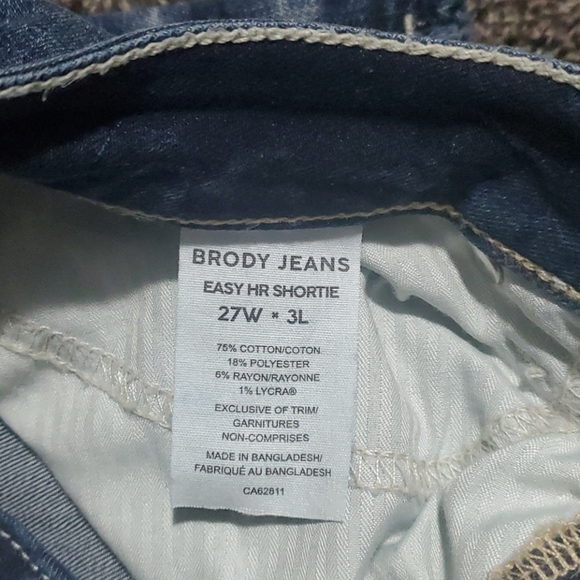 BRODY JEANS
EASY HR SHORTIE
27W * 3L
75% COTTON/COTON
18% POLYESTER
6% RAYON/RAYONNE
1% LYCRA®
EXCLUSIVE OF TRIM/
GARNITURES
NON-COMPRISES
MADE IN BANGLADESH/
FABRIQUÉ AU BANGLADESH
CA62811